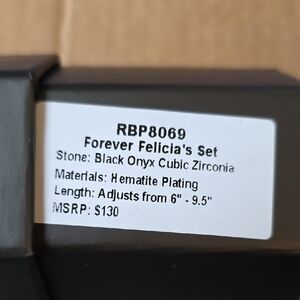 RBP8069
Forever Felicia's Set
Stone: Black Onyx Cubic Zirconia
Materials: Hematite Plating
Length: Adjusts from 6" - 9.5"
MSRP: $130